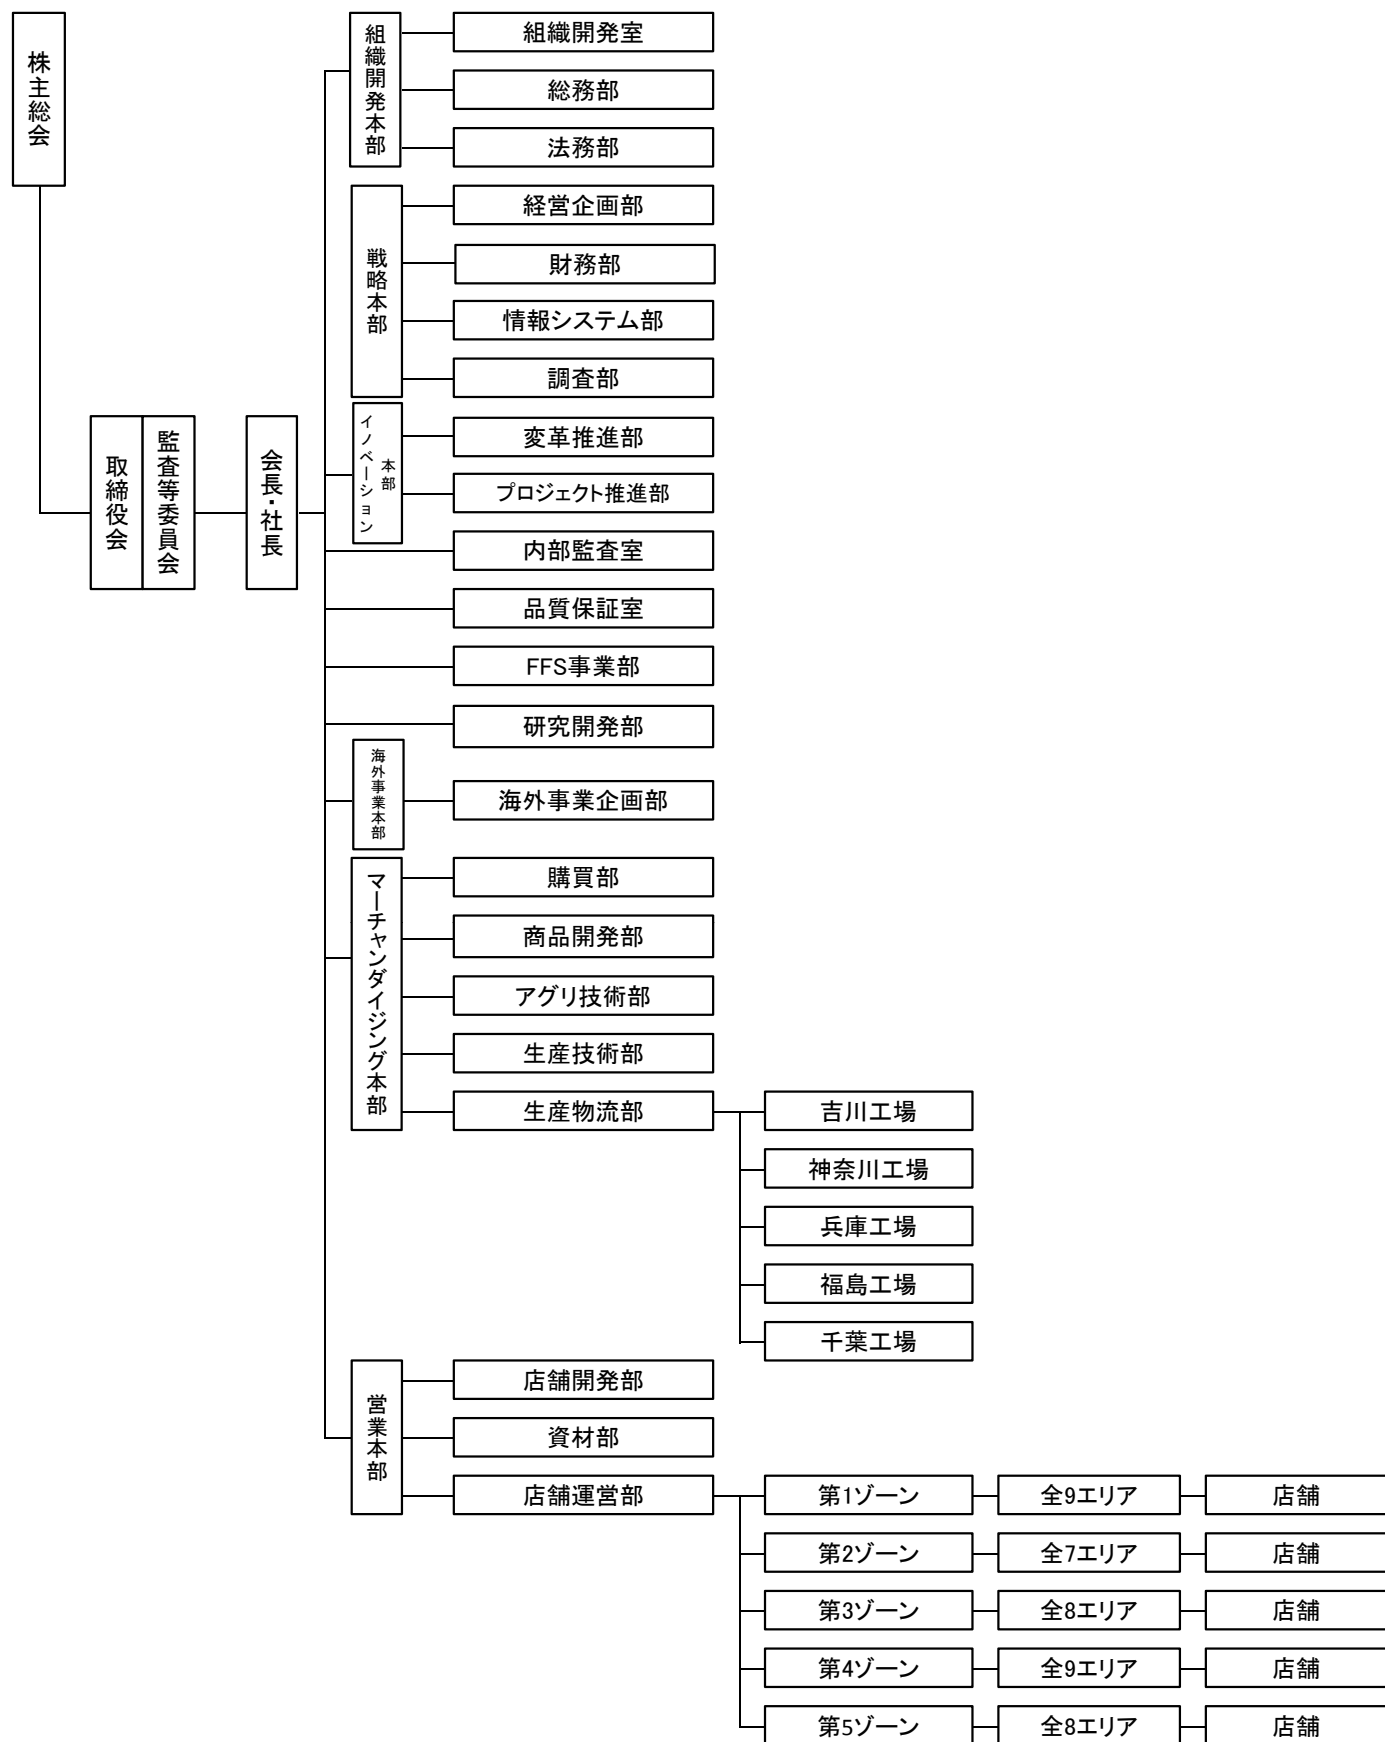 株主総会
取締役会
監査等委員会
会長・社長
組織開発本部
組織開発室
総務部
法務部
戦略本部
経営企画部
財務部
情報システム部
調査部
イノベーション
本部
変革推進部
プロジェクト推進部
内部監査室
品質保証室
FFS事業部
研究開発部
海外事業本部
海外事業企画部
マーチャンダイジング本部
購買部
商品開発部
アグリ技術部
生産技術部
生産物流部
吉川工場
神奈川工場
兵庫工場
福島工場
千葉工場
営業本部
店舗開発部
資材部
店舗運営部
第1ゾーン
全9エリア
店舗
第2ゾーン
全7エリア
店舗
第3ゾーン
全8エリア
店舗
第4ゾーン
全9エリア
店舗
第5ゾーン
全8エリア
店舗